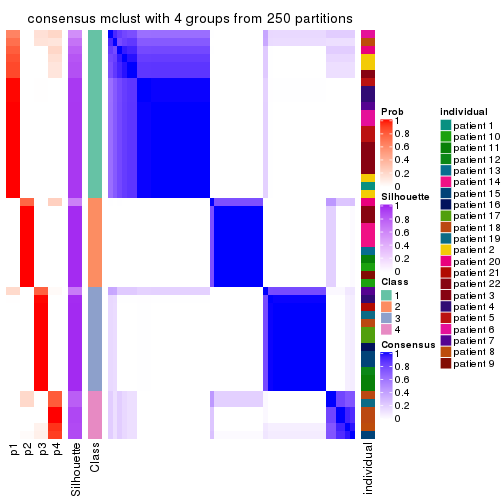 consensus mclust with 4 groups from 250 partitions
Prob
1
0.8
0.6
0.4
0.2
0
Silhouette
1
0.8
0.6
0.4
0.2
0
Class
1
2
3
4
Consensus
1
0.8
0.6
0.4
0.2
0
individual
patient 1
patient 10
patient 11
patient 12
patient 13
patient 14
patient 15
patient 16
patient 17
patient 18
patient 19
patient 2
patient 20
patient 21
patient 22
patient 3
patient 4
patient 5
patient 6
patient 7
patient 8
patient 9
p1
p2
p3
p4
Silhouette
Class
individual